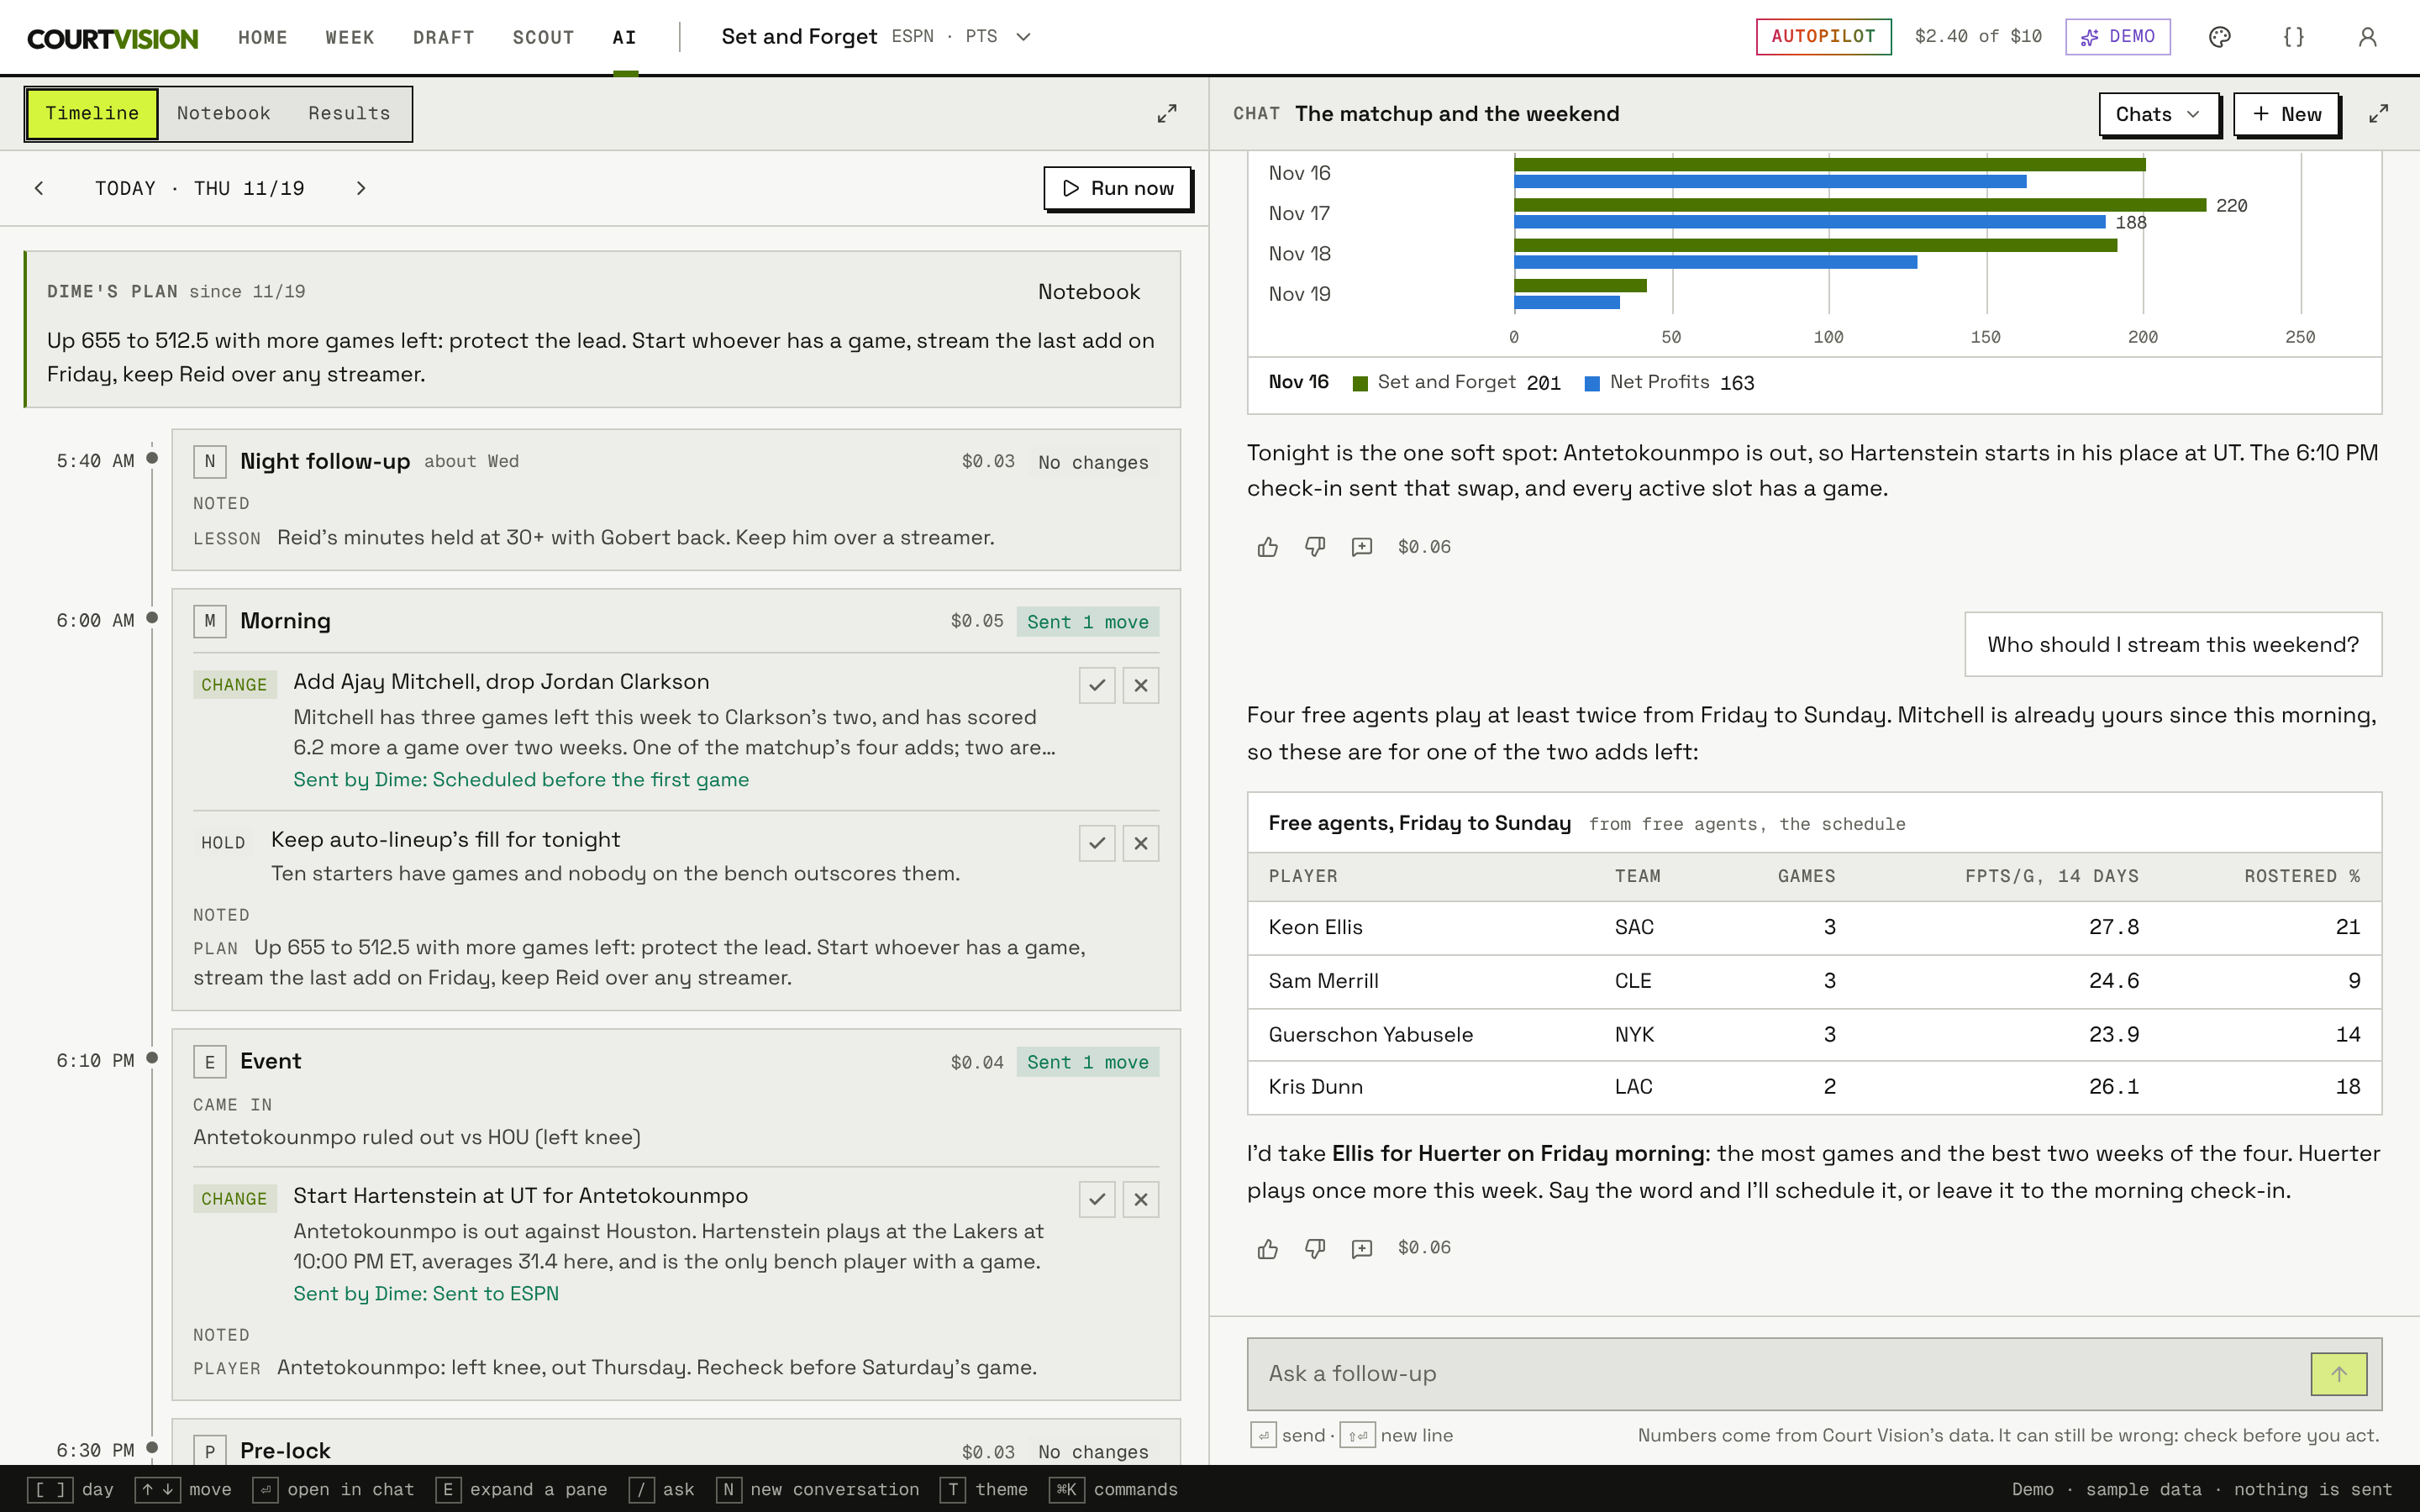 COURTVISION HOME WEEK DRAFT SCOUT AI Set and Forget ESPN · PTS AUTOPILOT $2.40 of $10 DEMO { }
Timeline Notebook Results
TODAY · THU 11/19 Run now
DIME'S PLAN since 11/19 Notebook
Up 655 to 512.5 with more games left: protect the lead. Start whoever has a game, stream the last add on
Friday, keep Reid over any streamer.
5:40 AM N Night follow-up about Wed $0.03 No changes
NOTED
LESSON Reid's minutes held at 30+ with Gobert back. Keep him over a streamer.
6:00 AM M Morning $0.05 Sent 1 move
CHANGE Add Ajay Mitchell, drop Jordan Clarkson
Mitchell has three games left this week to Clarkson's two, and has scored
6.2 more a game over two weeks. One of the matchup's four adds; two are...
Sent by Dime: Scheduled before the first game
HOLD Keep auto-lineup's fill for tonight
Ten starters have games and nobody on the bench outscores them.
NOTED
PLAN Up 655 to 512.5 with more games left: protect the lead. Start whoever has a game,
stream the last add on Friday, keep Reid over any streamer.
6:10 PM E Event $0.04 Sent 1 move
CAME IN
Antetokounmpo ruled out vs HOU (left knee)
CHANGE Start Hartenstein at UT for Antetokounmpo
Antetokounmpo is out against Houston. Hartenstein plays at the Lakers at
10:00 PM ET, averages 31.4 here, and is the only bench player with a game.
Sent by Dime: Sent to ESPN
NOTED
PLAYER Antetokounmpo: left knee, out Thursday. Recheck before Saturday's game.
6:30 PM P Pre-lock $0.03 No changes
CHAT The matchup and the weekend Chats + New
Nov 16
Nov 17 220
188
Nov 18
Nov 19
0 50 100 150 200 250
Nov 16 Set and Forget 201 Net Profits 163
Tonight is the one soft spot: Antetokounmpo is out, so Hartenstein starts in his place at UT. The 6:10 PM
check-in sent that swap, and every active slot has a game.
$0.06
Who should I stream this weekend?
Four free agents play at least twice from Friday to Sunday. Mitchell is already yours since this morning,
so these are for one of the two adds left:
Free agents, Friday to Sunday from free agents, the schedule
PLAYER TEAM GAMES FPTS/G, 14 DAYS ROSTERED %
Keon Ellis SAC 3 27.8 21
Sam Merrill CLE 3 24.6 9
Guerschon Yabusele NYK 3 23.9 14
Kris Dunn LAC 2 26.1 18
I'd take Ellis for Huerter on Friday morning: the most games and the best two weeks of the four. Huerter
plays once more this week. Say the word and I'll schedule it, or leave it to the morning check-in.
$0.06
Ask a follow-up
⏎ send · ⇧⏎ new line Numbers come from Court Vision's data. It can still be wrong: check before you act.
[ ] day ↑ ↓ move ⏎ open in chat E expand a pane / ask N new conversation T theme ⌘K commands Demo · sample data · nothing is sent